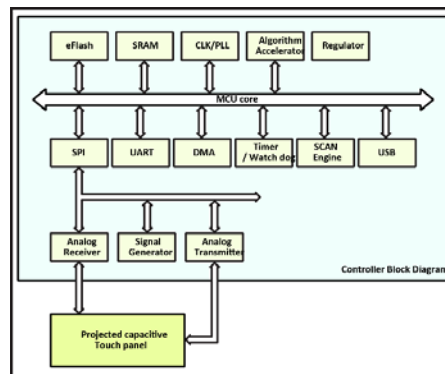 eFlash
SRAM
CLK/PLL
Algorithm
Accelerator
Regulator
MCU core
SPI
UART
DMA
Timer
/ Watch dog
SCAN
Engine
USB
Analog
Receiver
Signal
Generator
Analog
Transmitter
Controller Block Diagram
Projected capacitive
Touch panel